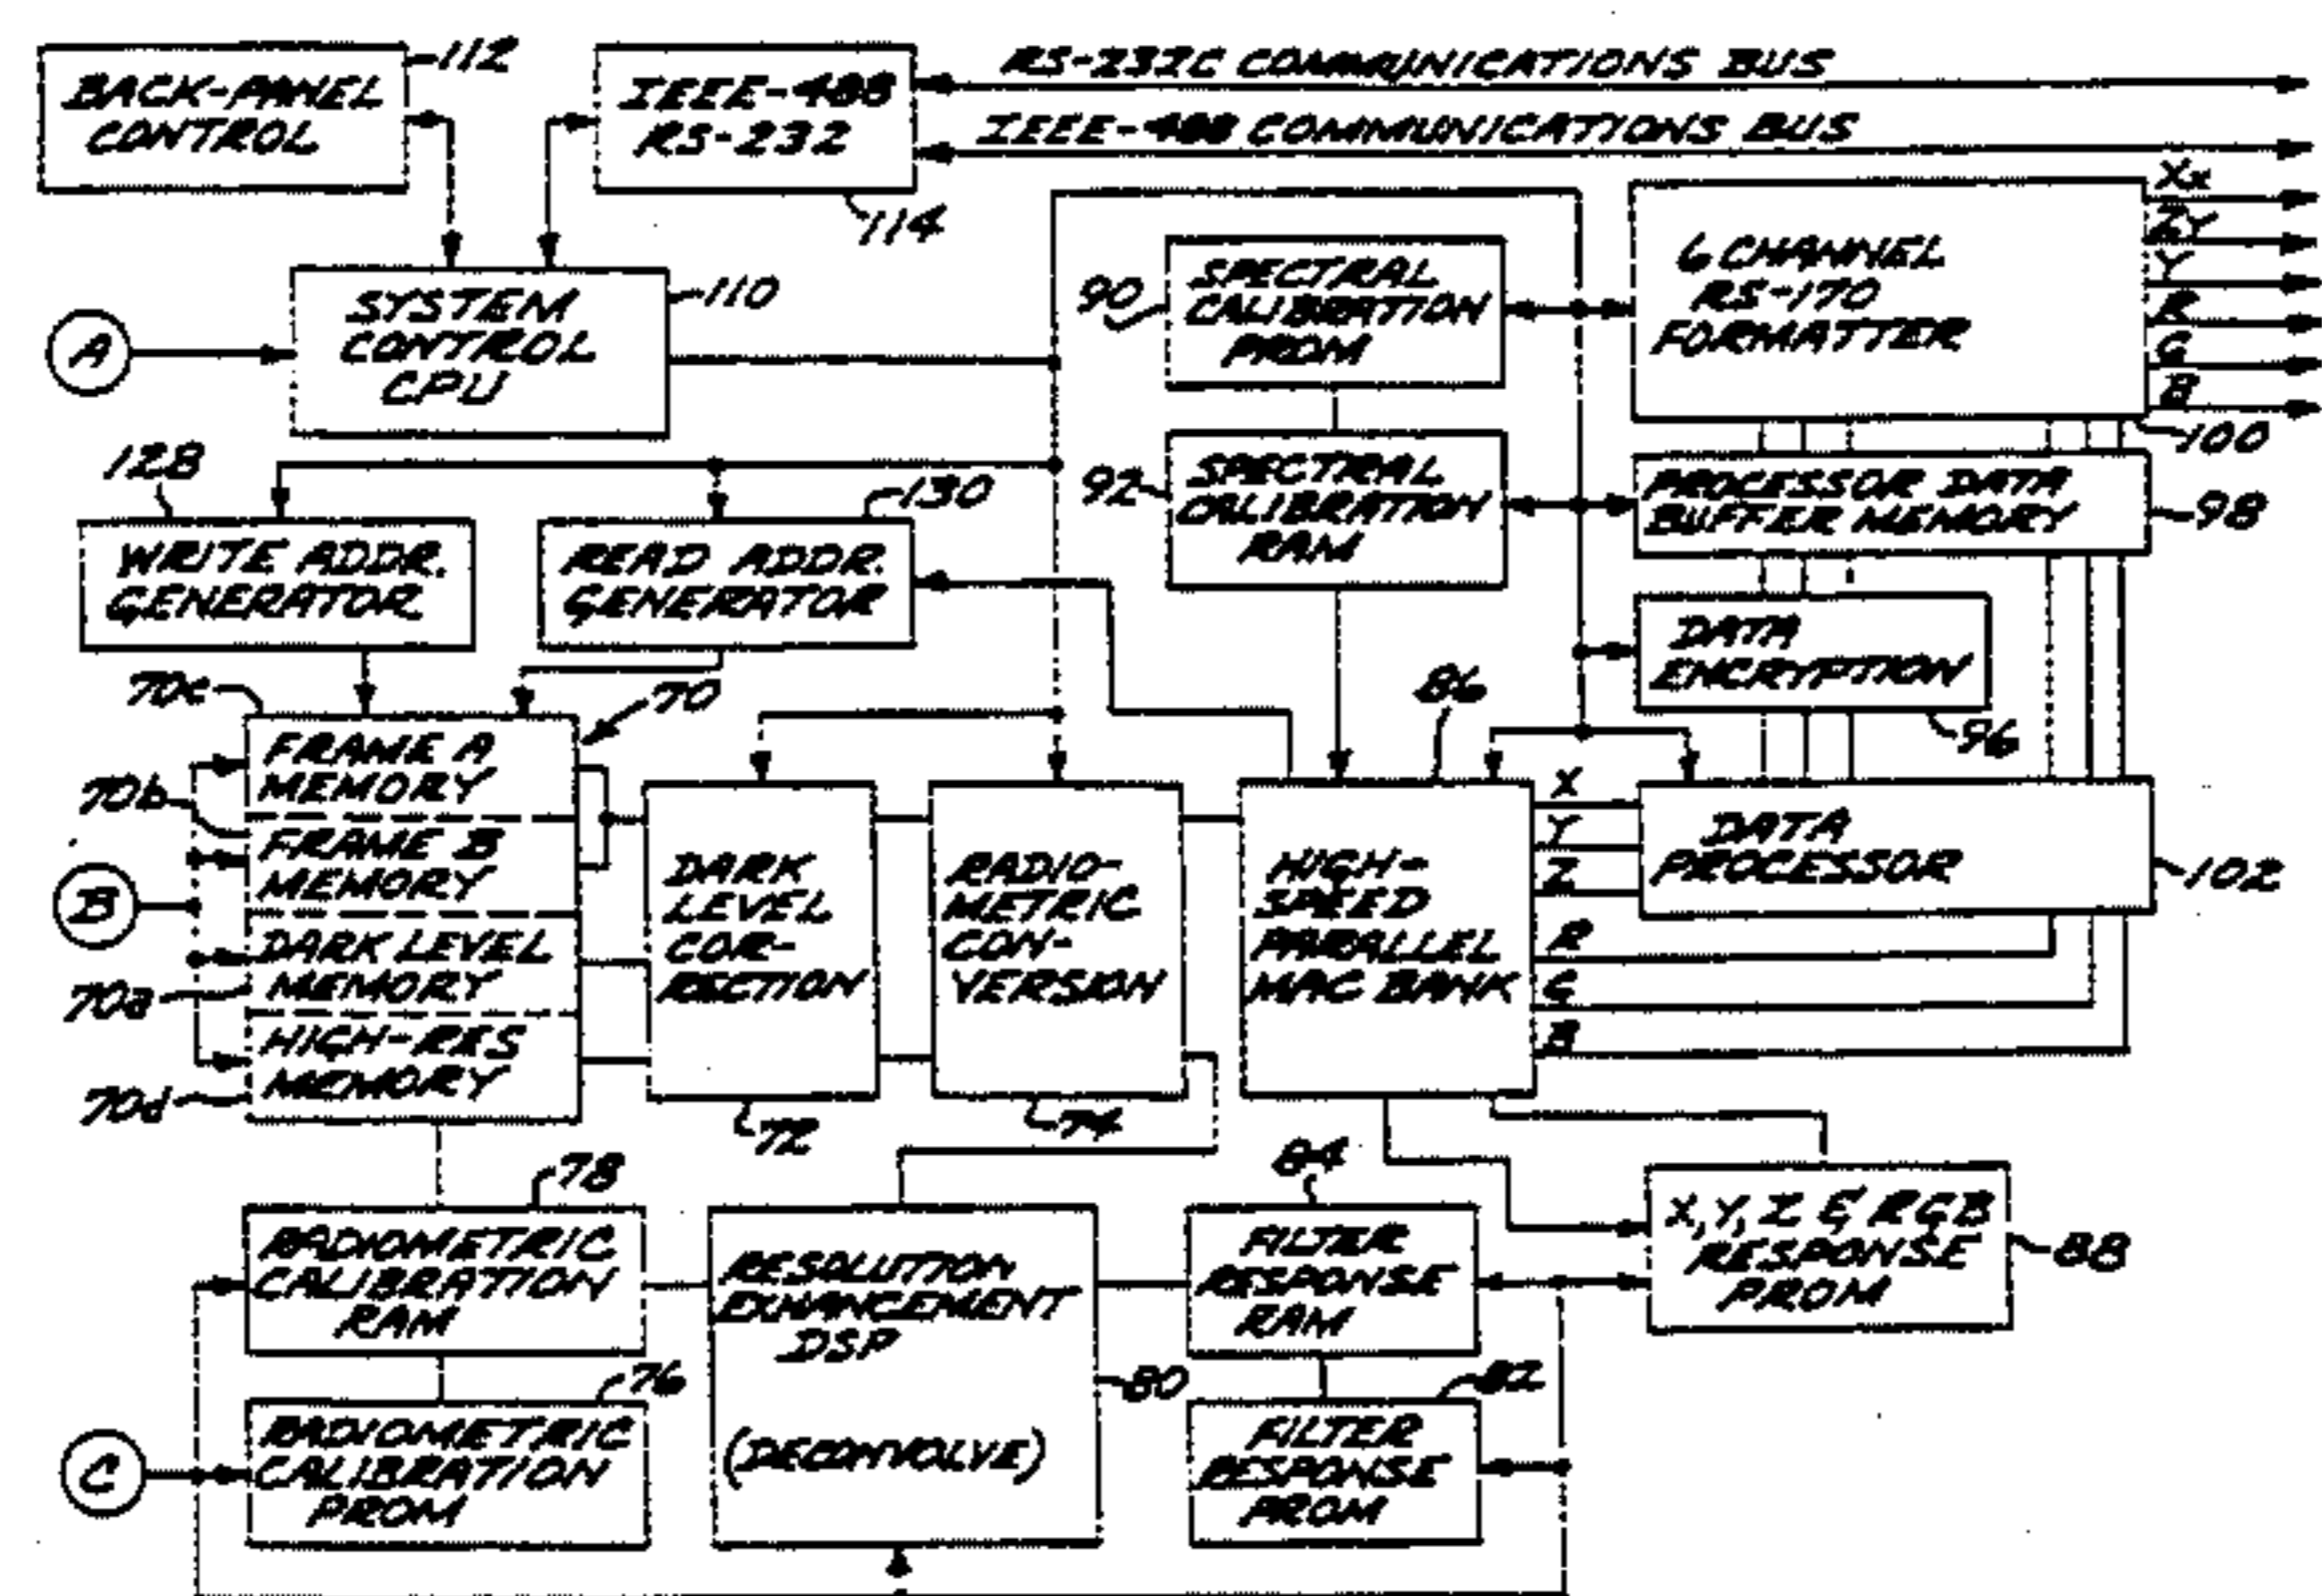 112
BACK-PANEL
CONTROL
IEEE-488
RS-232
114
RS-232C COMMUNICATIONS BUS
IEEE-488 COMMUNICATIONS BUS
A
SYSTEM
CONTROL
CPU
110
90
SPECTRAL
CALIBRATION
PROM
6 CHANNEL
RS-170
FORMATTER
Xx
ZY
Y
R
G
B
100
128
WRITE ADDR.
GENERATOR
130
READ ADDR.
GENERATOR
92
SPECTRAL
CALIBRATION
RAM
PROCESSOR DATA
BUFFER MEMORY
98
DATA
ENCRYPTION
96
70c
70
FRAME A
MEMORY
70b
FRAME B
MEMORY
B
DARK LEVEL
MEMORY
70a
HIGH-RES
MEMORY
70d
DARK
LEVEL
COR-
RECTION
72
RADIO-
METRIC
CON-
VERSION
74
86
HIGH-
SPEED
PARALLEL
MAC BANK
X
Y
Z
R
G
B
DATA
PROCESSOR
102
78
RADIOMETRIC
CALIBRATION
RAM
76
C
RADIOMETRIC
CALIBRATION
PROM
RESOLUTION
ENHANCEMENT
DSP
(DECONVOLVE)
80
84
FILTER
RESPONSE
RAM
82
FILTER
RESPONSE
PROM
X,Y,Z & RGB
RESPONSE
PROM
88